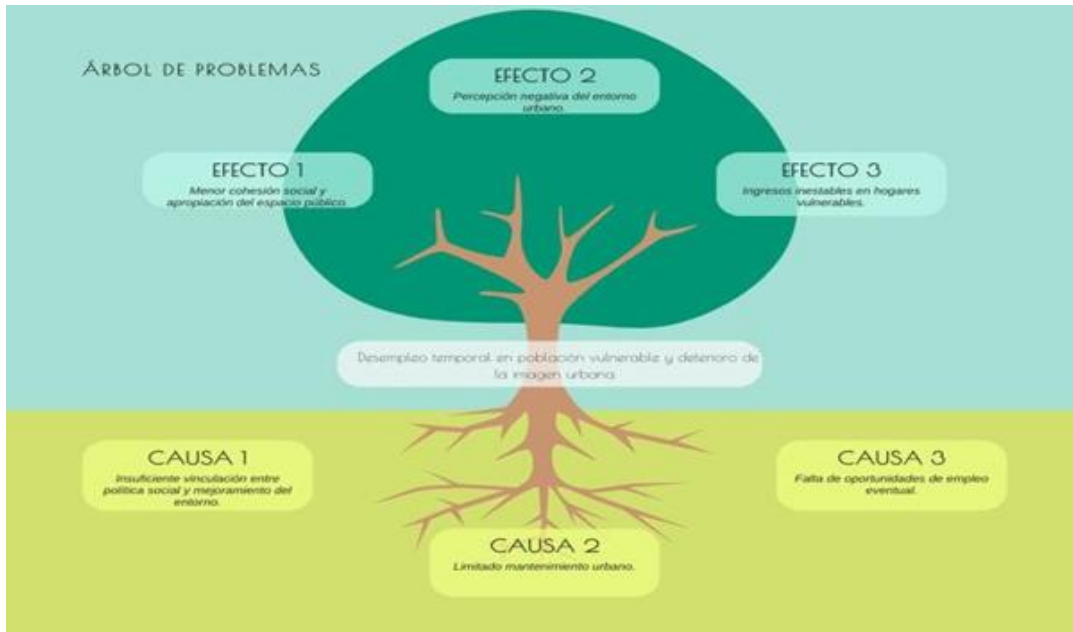 ÁRBOL DE PROBLEMAS
EFECTO 2
Percepción negativa del entorno
urbano.
EFECTO 1
Menor cohesión social y
apropiación del espacio público.
EFECTO 3
Ingresos inestables en hogares
vulnerables.
Desempleo temporal en población vulnerable y deterioro de
la imagen urbana.
CAUSA 1
Insuficiente vinculación entre
política social y mejoramiento del
entorno.
CAUSA 3
Falta de oportunidades de empleo
eventual.
CAUSA 2
Limitado mantenimiento urbano.